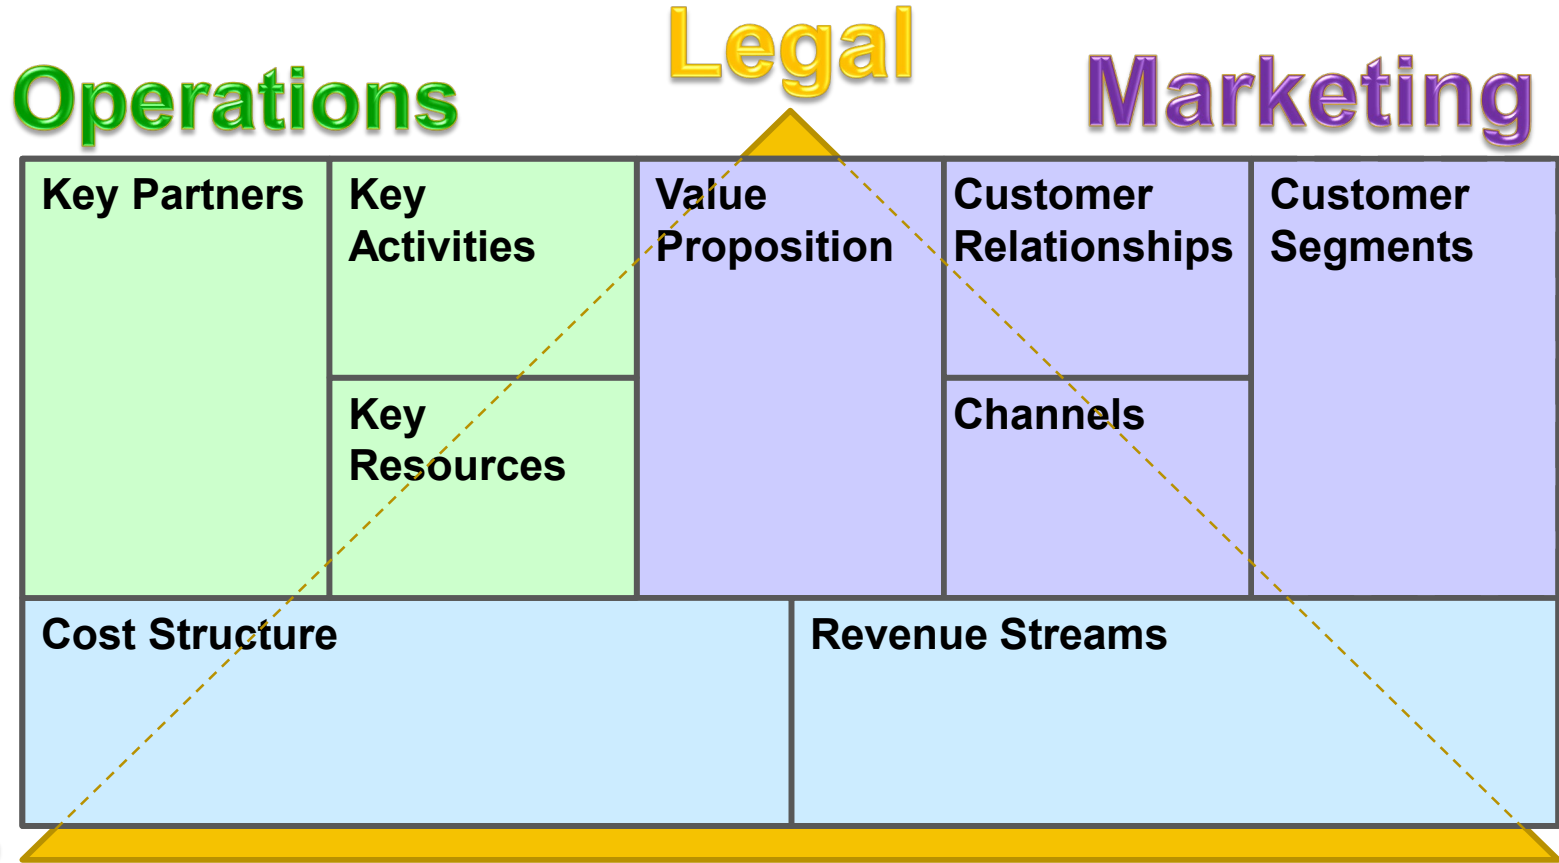 Legal
Operations
Marketing
Key Partners
Key
Activities
Value
Proposition
Customer
Relationships
Customer
Segments
Key
Resources
Channels
Cost Structure
Revenue Streams